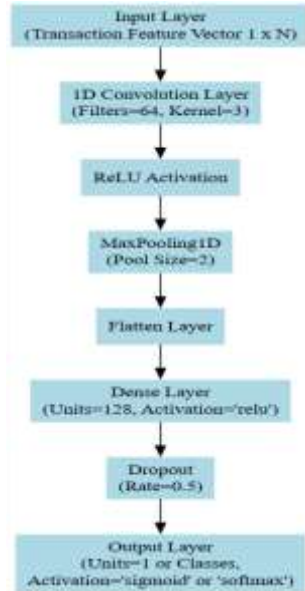 Input Layer
(Transaction Feature Vector 1 x N)
1D Convolution Layer
(Filters=64, Kernel=3)
ReLU Activation
MaxPooling1D
(Pool Size=2)
Flatten Layer
Dense Layer
(Units=128, Activation='relu')
Dropout
(Rate=0.5)
Output Layer
(Units=1 or Classes,
Activation='sigmoid' or 'softmax')